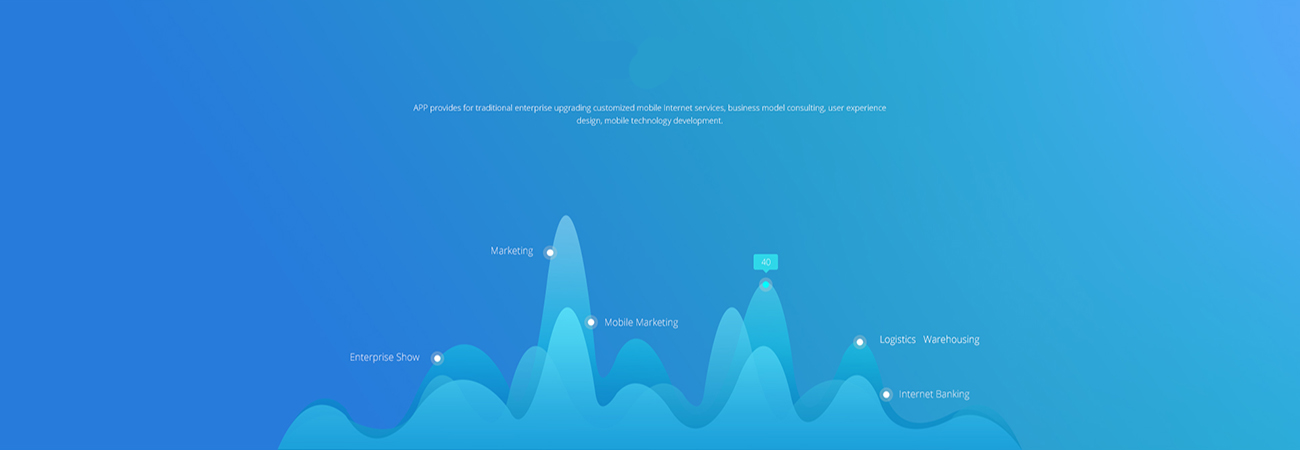 APP provides for traditional enterprise upgrading customized mobile Internet services, business model consulting, user experience
design, mobile technology development.
Marketing
40
Mobile Marketing
Logistics Warehousing
Enterprise Show
Internet Banking